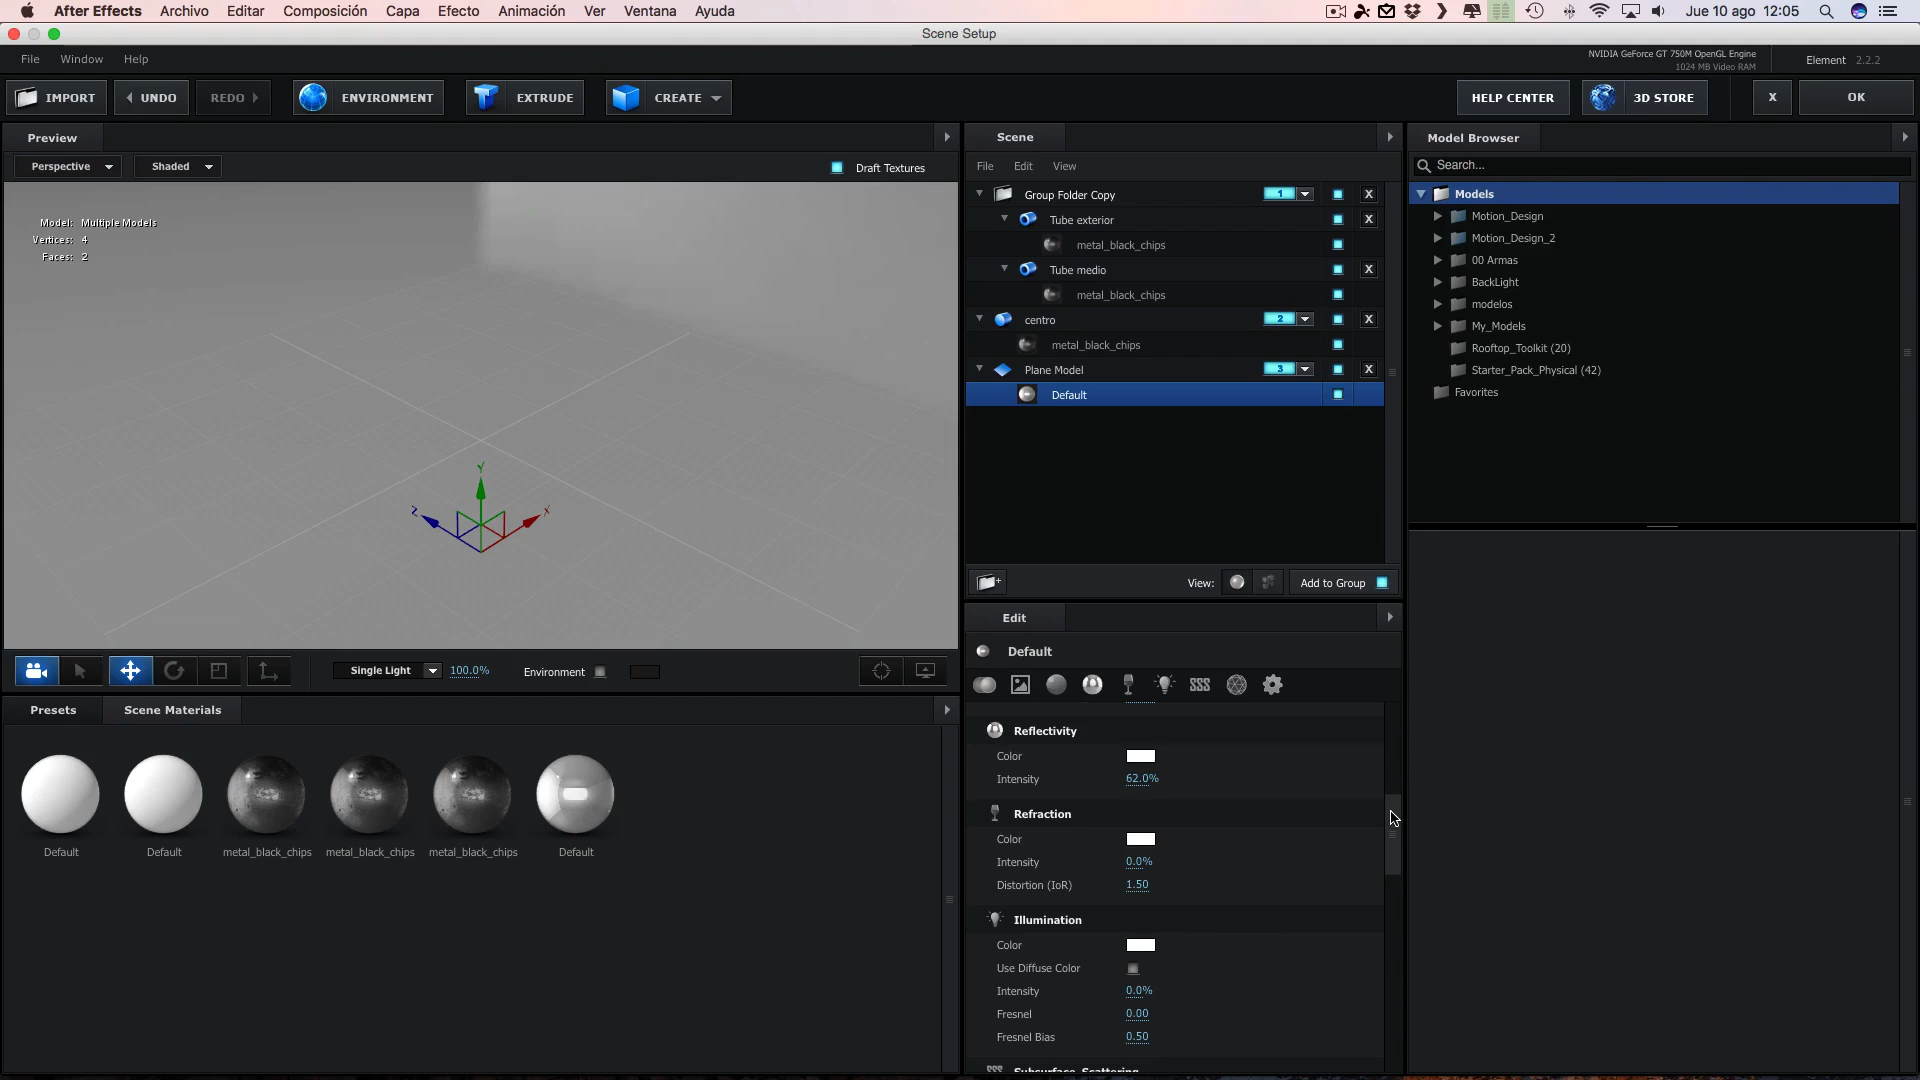 After Effects Archivo Editar Composición Capa Efecto Animación Ver Ventana Ayuda Jue 10 ago 12:05
Scene Setup
File Window Help
NVIDIA GeForce GT 750M OpenGL Engine
1024 MB Video RAM
Element 2.2.2
IMPORT UNDO REDO ENVIRONMENT EXTRUDE CREATE HELP CENTER 3D STORE X OK
Preview
Perspective Shaded Draft Textures
Model: Multiple Models
Vertices: 4
Faces: 2
Y
Z
X
Single Light 100.0% Environment
Presets Scene Materials
Default
Default
metal_black_chips
metal_black_chips
metal_black_chips
Default
Scene
File Edit View
Group Folder Copy 1 X
Tube exterior X
metal_black_chips
Tube medio X
metal_black_chips
centro 2 X
metal_black_chips
Plane Model 3 X
Default
View: Add to Group
Edit
Default
Reflectivity
Color
Intensity 62.0%
Refraction
Color
Intensity 0.0%
Distortion (IoR) 1.50
Illumination
Color
Use Diffuse Color
Intensity 0.0%
Fresnel 0.00
Fresnel Bias 0.50
Subsurface Scattering
Model Browser
Search...
Models
Motion_Design
Motion_Design_2
00 Armas
BackLight
modelos
My_Models
Rooftop_Toolkit (20)
Starter_Pack_Physical (42)
Favorites